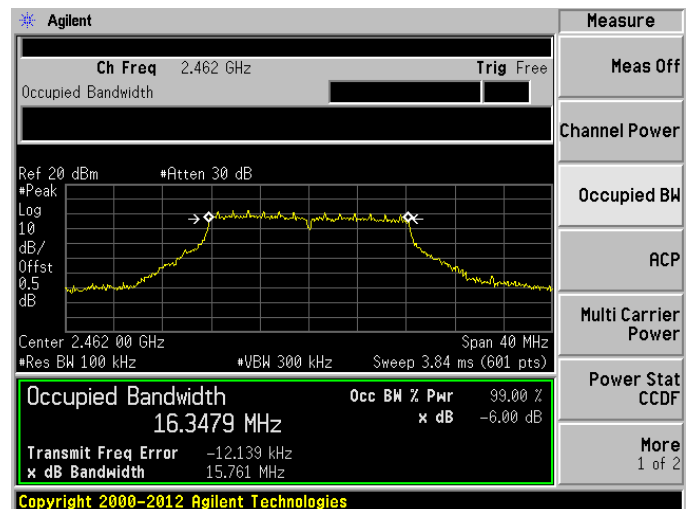 Agilent
Measure
Ch Freq 2.462 GHz Trig Free
Occupied Bandwidth
Meas Off
Channel Power
Occupied BW
ACP
Multi Carrier
Power
Power Stat
CCDF
More
1 of 2
Ref 20 dBm #Atten 30 dB
#Peak
Log
10
dB/
Offst
0.5
dB
Center 2.462 00 GHz Span 40 MHz
#Res BW 100 kHz #VBW 300 kHz Sweep 3.84 ms (601 pts)
Occupied Bandwidth Occ BW % Pwr 99.00 %
16.3479 MHz x dB -6.00 dB
Transmit Freq Error -12.139 kHz
x dB Bandwidth 15.761 MHz
Copyright 2000-2012 Agilent Technologies